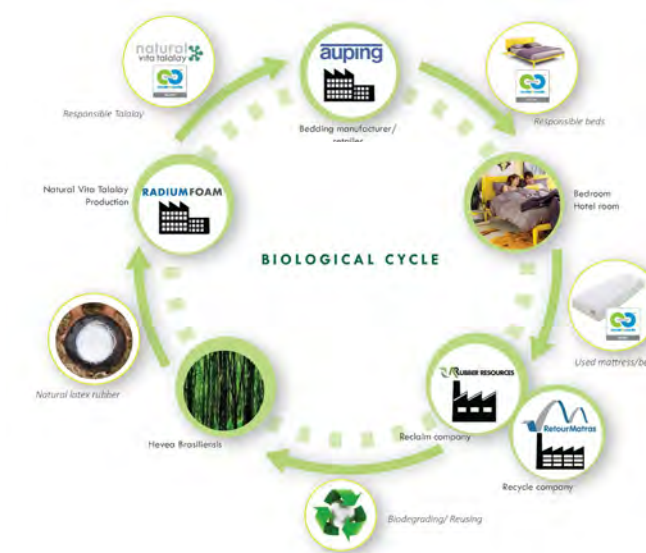 natural
vita talalay
Responsible Talalay
auping
Bedding manufacturer/
retailer
Responsible beds
Natural Vita Talalay
Production
RADIUMFOAM
Bedroom
Hotel room
BIOLOGICAL CYCLE
Natural latex rubber
Used mattress/be
RUBBER RESOURCES
Reclaim company
RetourMatras
Recycle company
Hevea Brasiliensis
Biodegrading/ Reusing